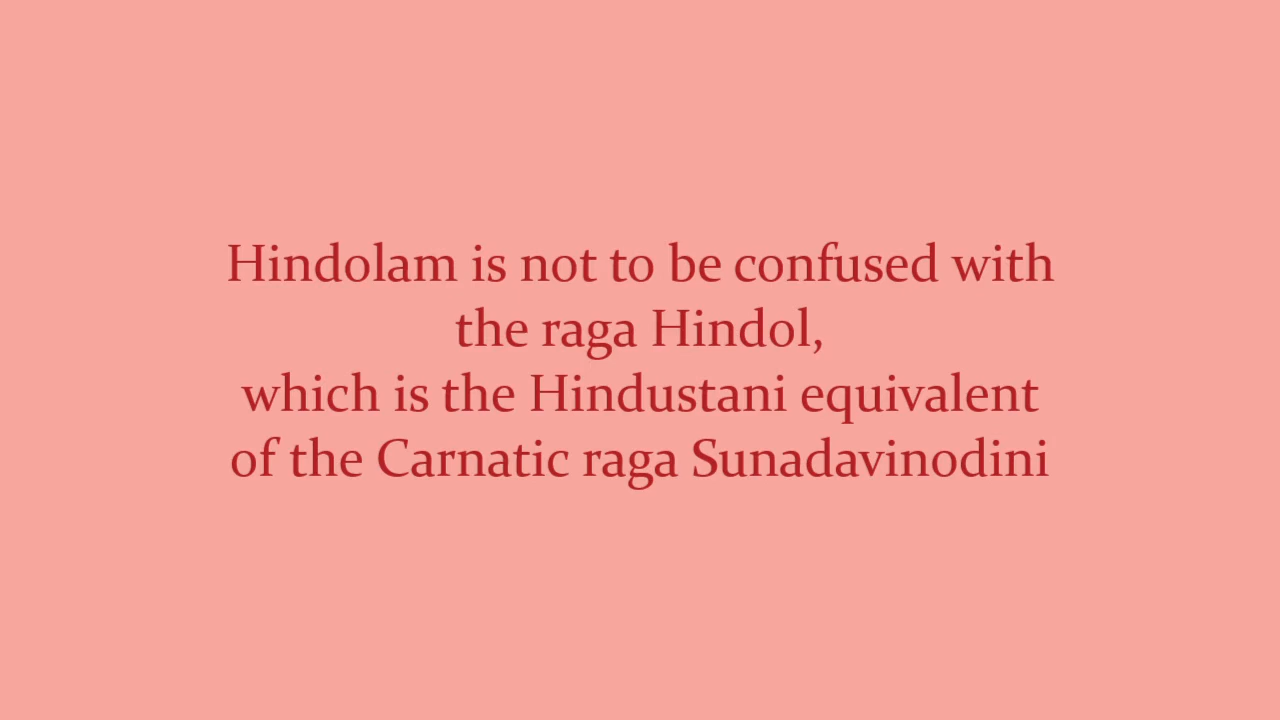 Hindolam is not to be confused with
the raga Hindol,
which is the Hindustani equivalent
of the Carnatic raga Sunadavinodini